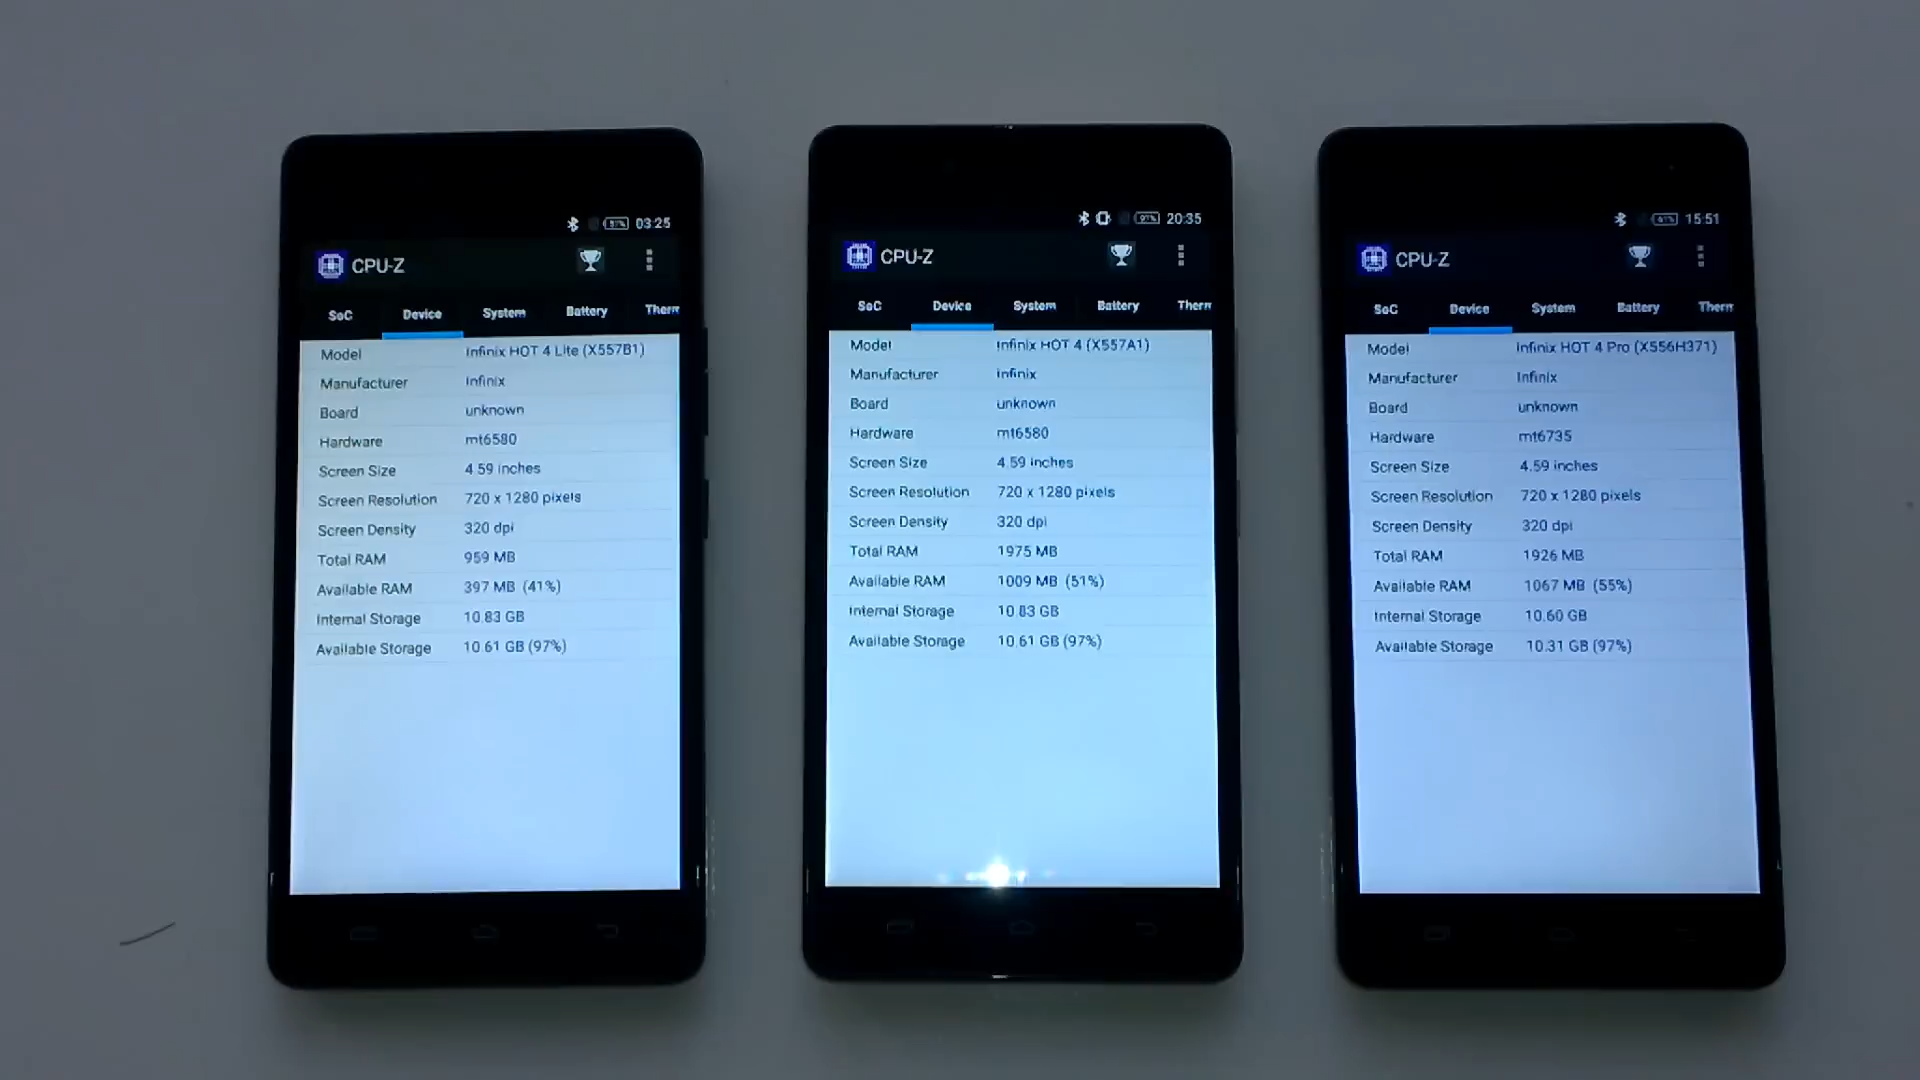 57% 03:25
CPU-Z
SoC Device System Battery Therm
Model Infinix HOT 4 Lite (X557B1)
Manufacturer Infinix
Board unknown
Hardware mt6580
Screen Size 4.59 inches
Screen Resolution 720 x 1280 pixels
Screen Density 320 dpi
Total RAM 959 MB
Available RAM 397 MB (41%)
Internal Storage 10.83 GB
Available Storage 10.61 GB (97%)
97% 20:35
CPU-Z
SoC Device System Battery Therm
Model Infinix HOT 4 (X557A1)
Manufacturer Infinix
Board unknown
Hardware mt6580
Screen Size 4.59 inches
Screen Resolution 720 x 1280 pixels
Screen Density 320 dpi
Total RAM 1975 MB
Available RAM 1009 MB (51%)
Internal Storage 10.83 GB
Available Storage 10.61 GB (97%)
61% 15:51
CPU-Z
SoC Device System Battery Therm
Model Infinix HOT 4 Pro (X556H371)
Manufacturer Infinix
Board unknown
Hardware mt6735
Screen Size 4.59 inches
Screen Resolution 720 x 1280 pixels
Screen Density 320 dpi
Total RAM 1926 MB
Available RAM 1067 MB (55%)
Internal Storage 10.60 GB
Available Storage 10.31 GB (97%)